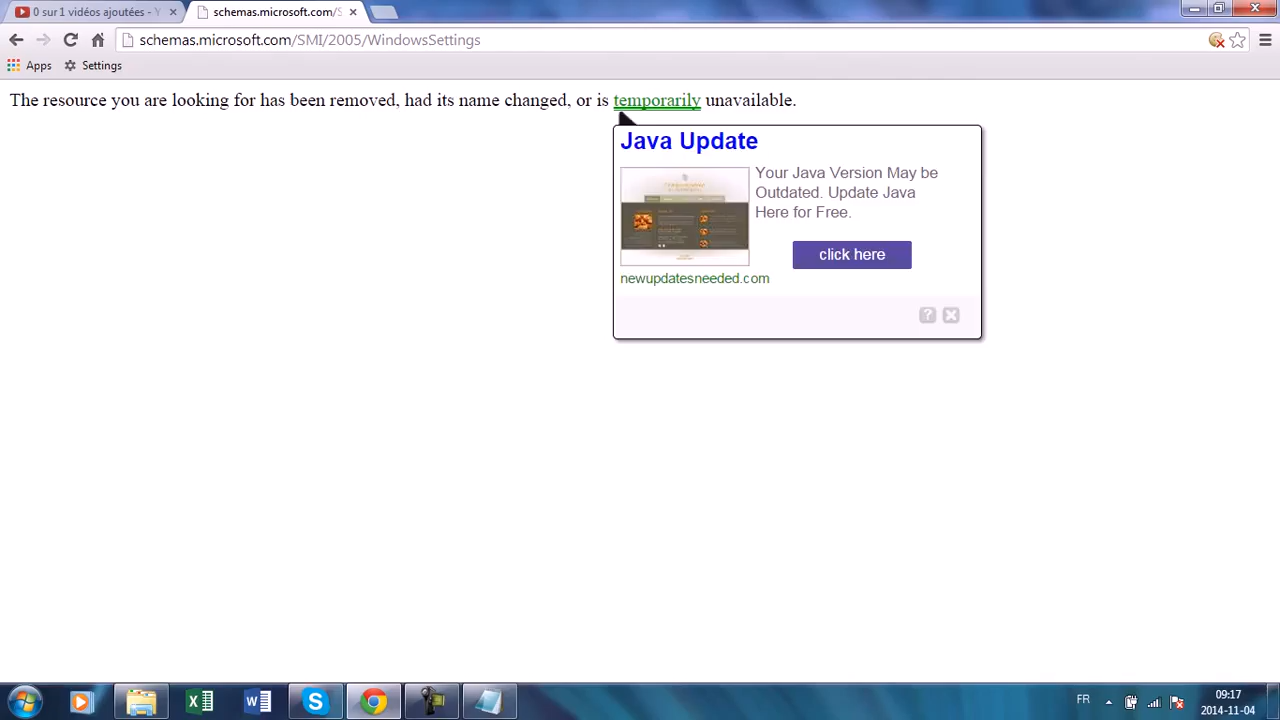 0 sur 1 vidéos ajoutées - Y
schemas.microsoft.com/S
schemas.microsoft.com/SMI/2005/WindowsSettings
Apps Settings
The resource you are looking for has been removed, had its name changed, or is temporarily unavailable.
Java Update
Your Java Version May be
Outdated. Update Java
Here for Free.
click here
newupdatesneeded.com
FR
09:17
2014-11-04